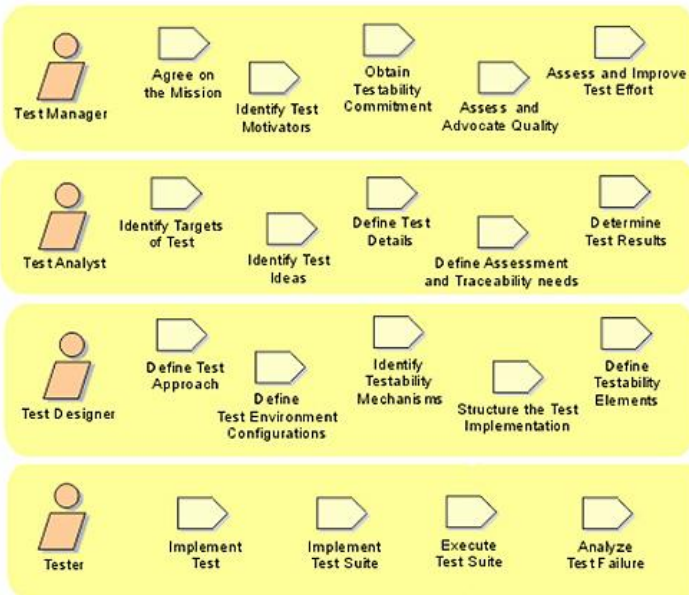 Test Manager
Agree on
the Mission
Identify Test
Motivators
Obtain
Testability
Commitment
Assess and
Advocate Quality
Assess and Improve
Test Effort
Test Analyst
Identify Targets
of Test
Identify Test
Ideas
Define Test
Details
Define Assessment
and Traceability needs
Determine
Test Results
Test Designer
Define Test
Approach
Define
Test Environment
Configurations
Identify
Testability
Mechanisms
Structure the Test
Implementation
Define
Testability
Elements
Tester
Implement
Test
Implement
Test Suite
Execute
Test Suite
Analyze
Test Failure